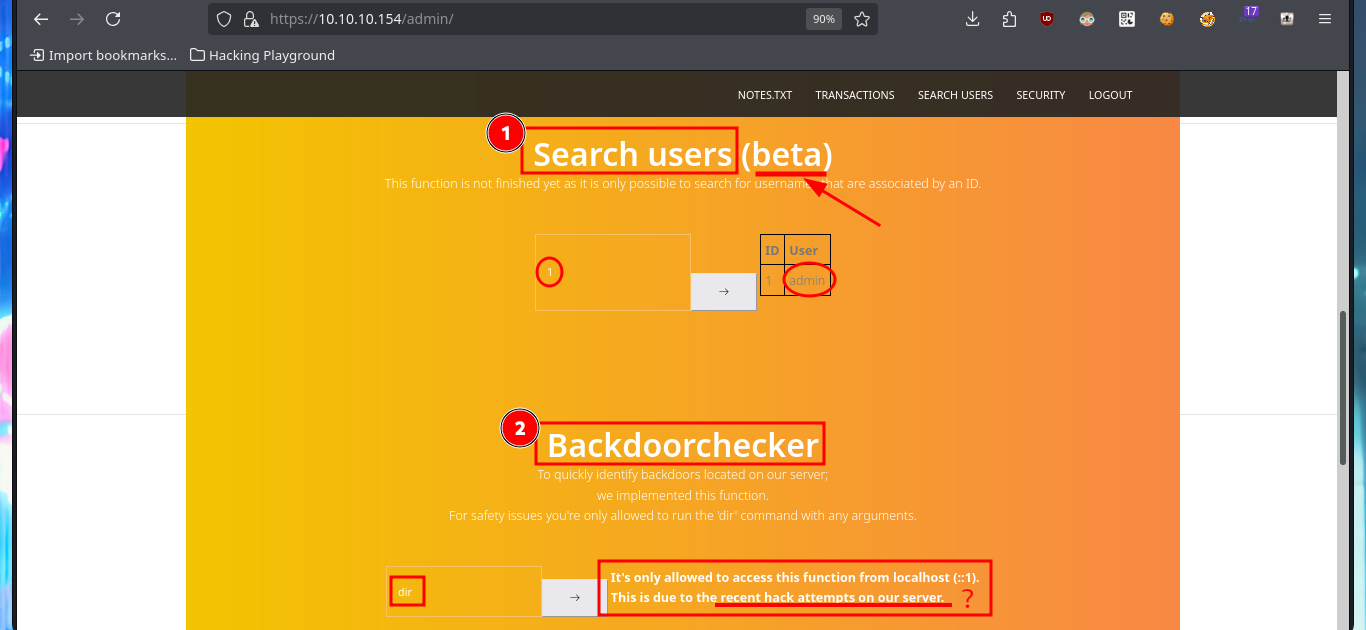 https://10.10.10.154/admin/
90%
17
Import bookmarks...
Hacking Playground
NOTES.TXT TRANSACTIONS SEARCH USERS SECURITY LOGOUT
1
Search users (beta)
This function is not finished yet as it is only possible to search for usernames that are associated by an ID.
ID User
1
1 admin
2
Backdoorchecker
To quickly identify backdoors located on our server;
we implemented this function.
For safety issues you're only allowed to run the 'dir' command with any arguments.
It's only allowed to access this function from localhost (::1).
dir
This is due to the recent hack attempts on our server. ?